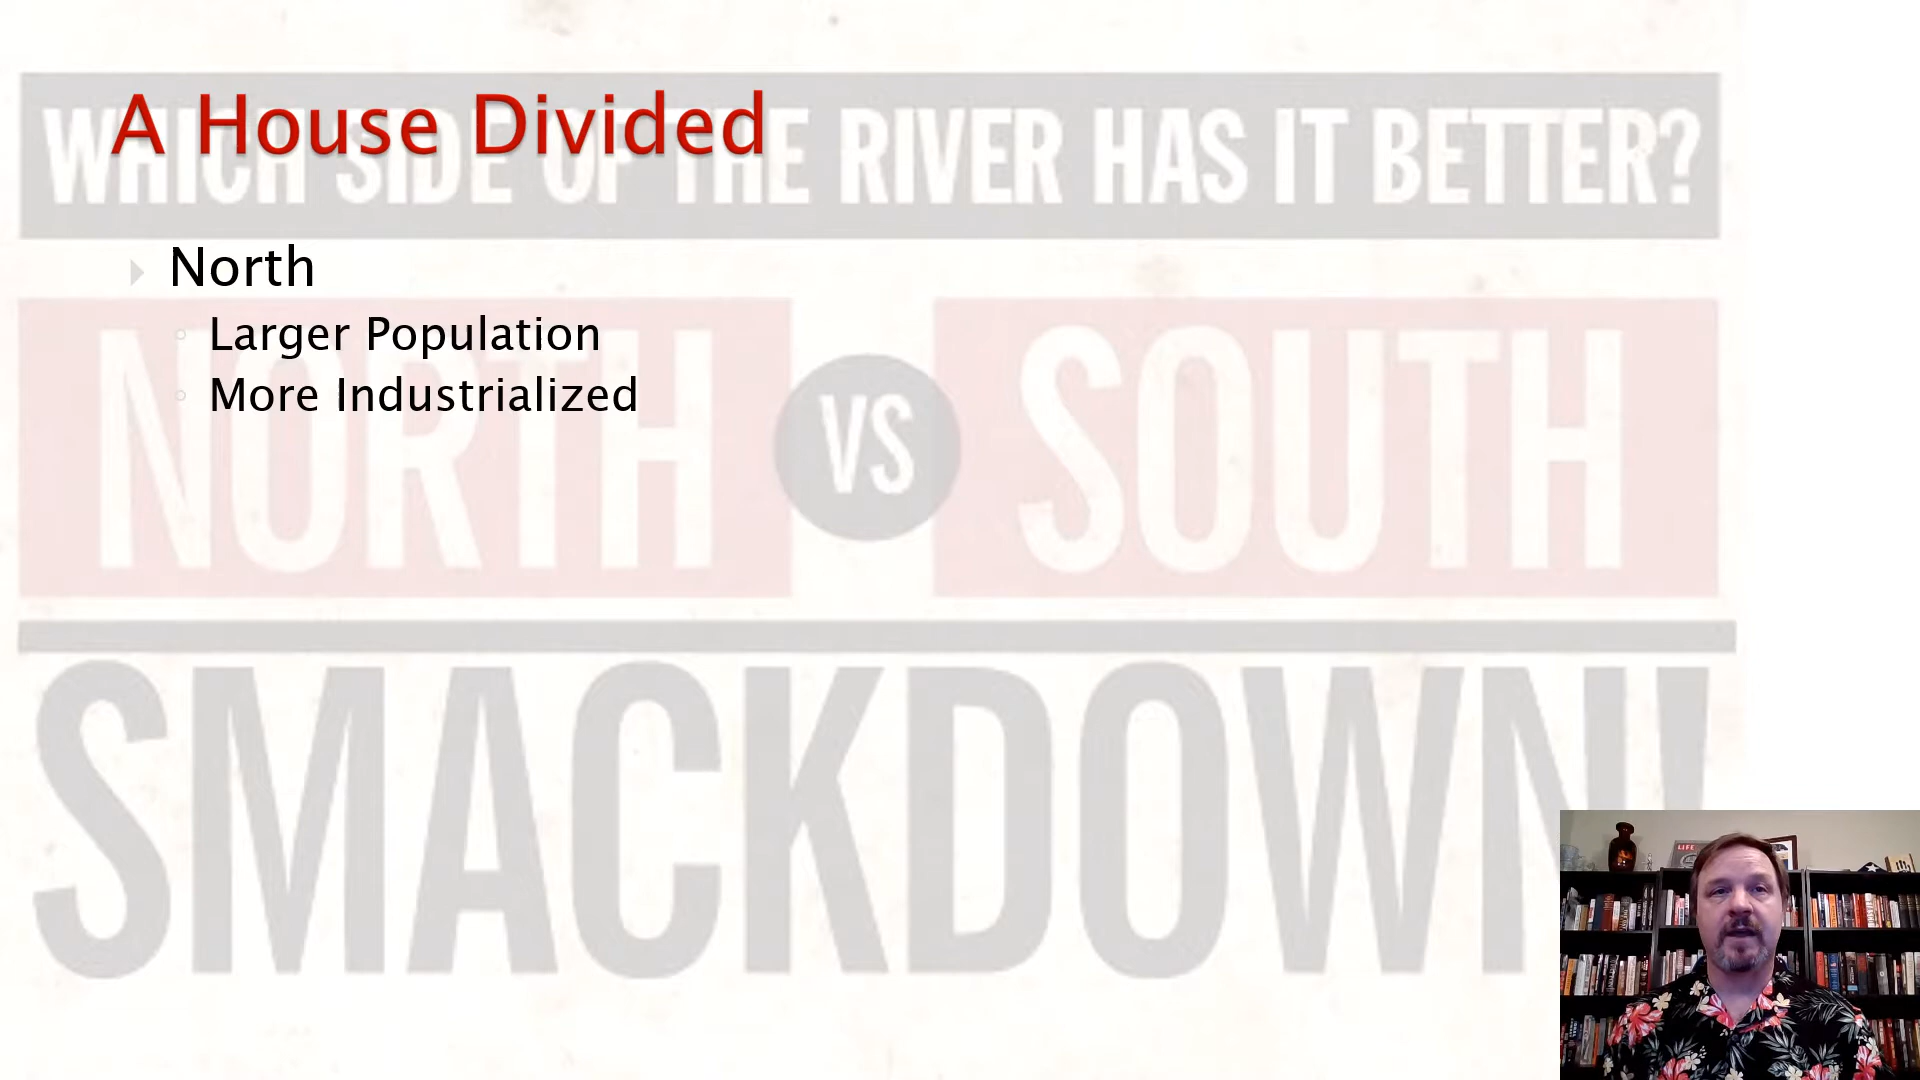 A House Divided
WHICH SIDE OF THE RIVER HAS IT BETTER?
North
Larger Population
More Industrialized
NORTH VS SOUTH
SMACKDOWN!
LIFE